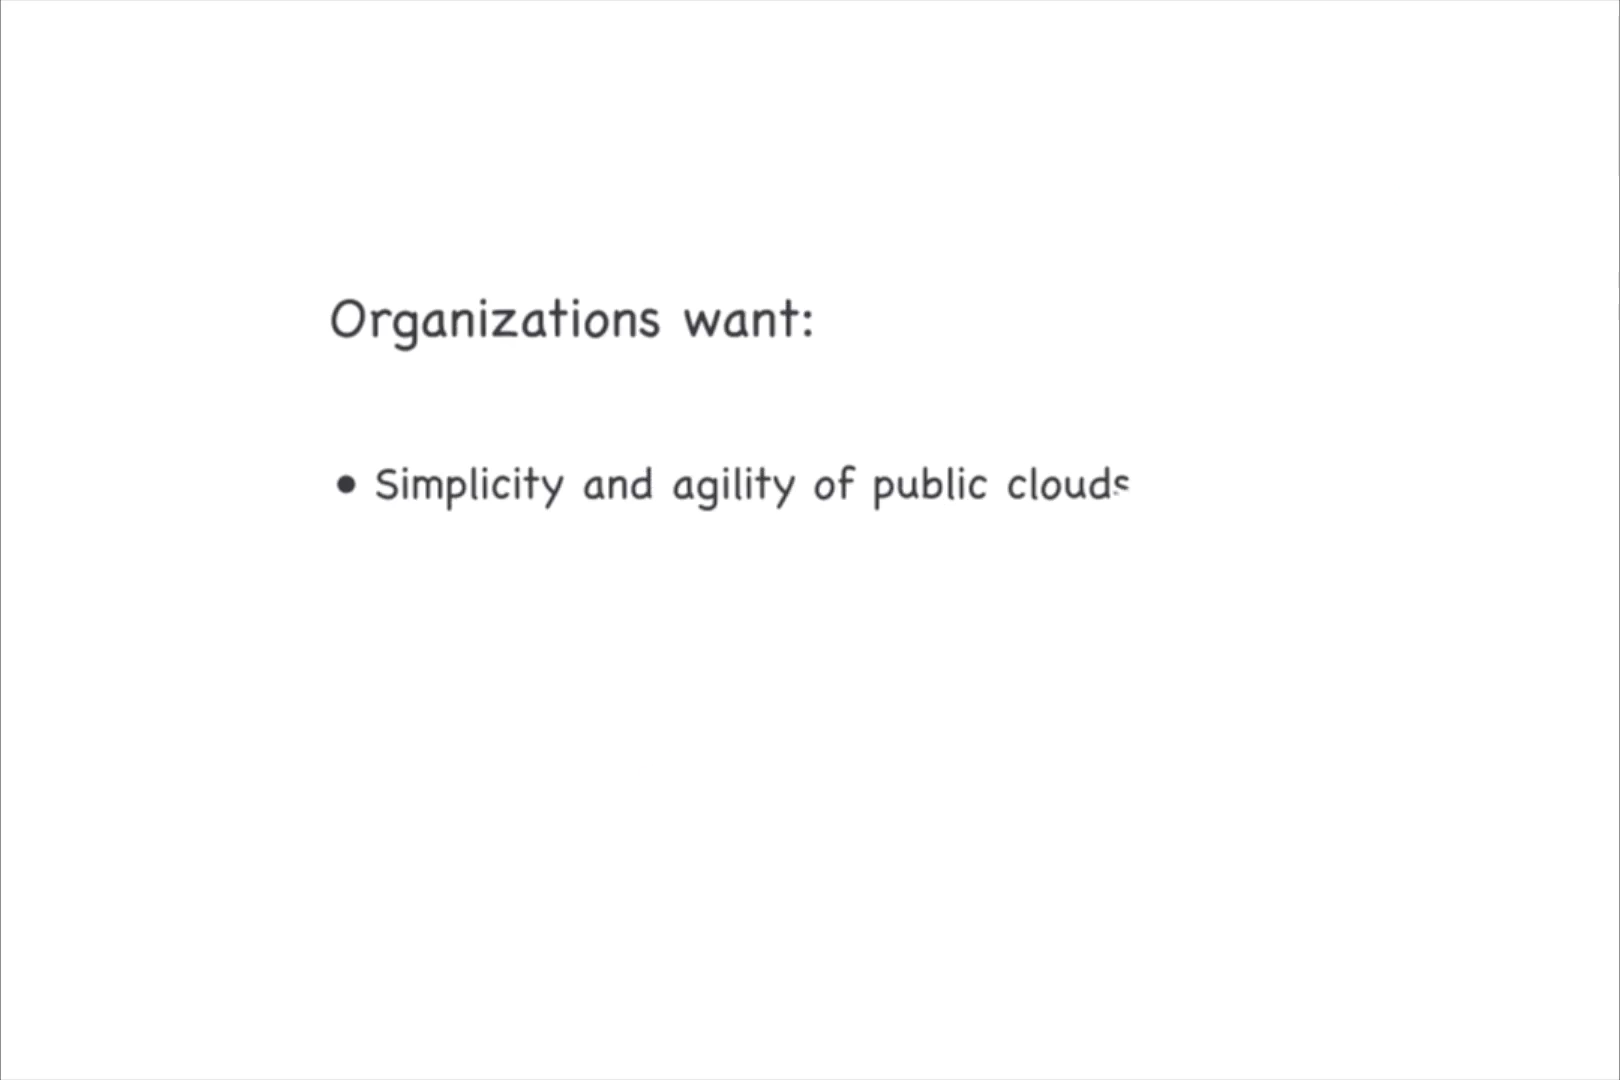 Organizations want:
• Simplicity and agility of public clouds